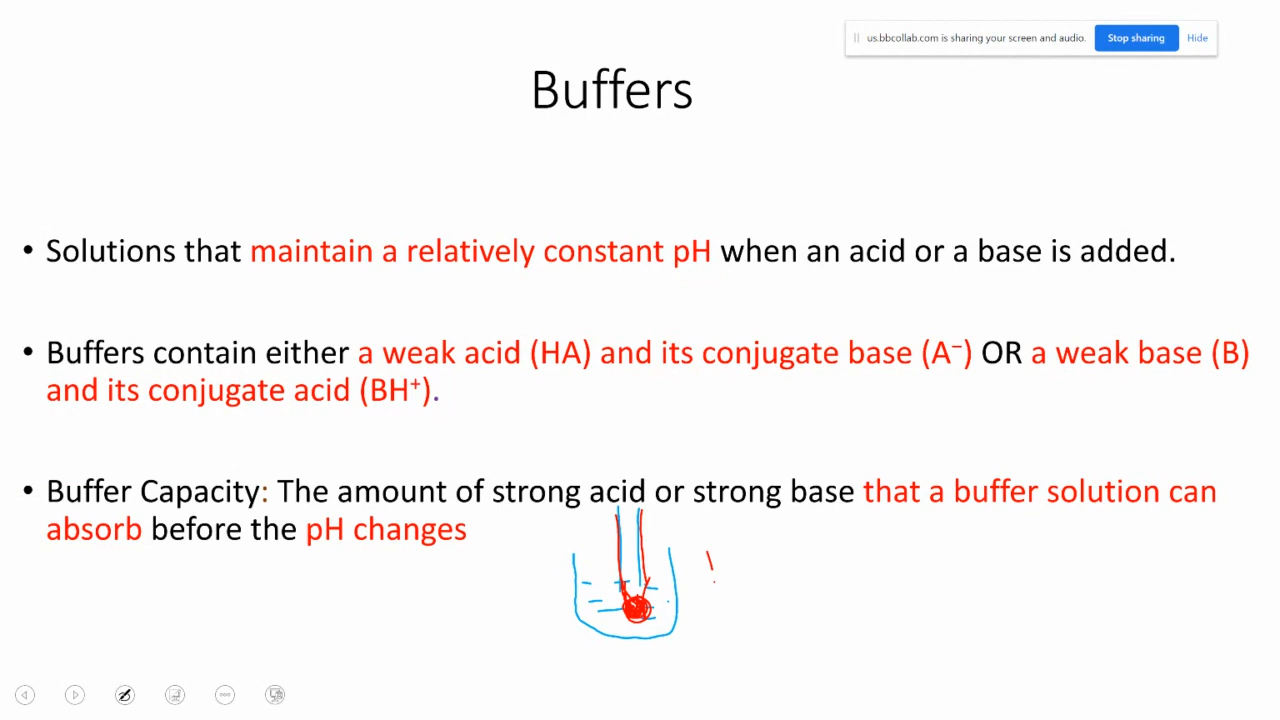 us.bbcollab.com is sharing your screen and audio. Stop sharing Hide
Buffers
• Solutions that maintain a relatively constant pH when an acid or a base is added.
• Buffers contain either a weak acid (HA) and its conjugate base (A⁻) OR a weak base (B)
and its conjugate acid (BH⁺).
• Buffer Capacity: The amount of strong acid or strong base that a buffer solution can
absorb before the pH changes